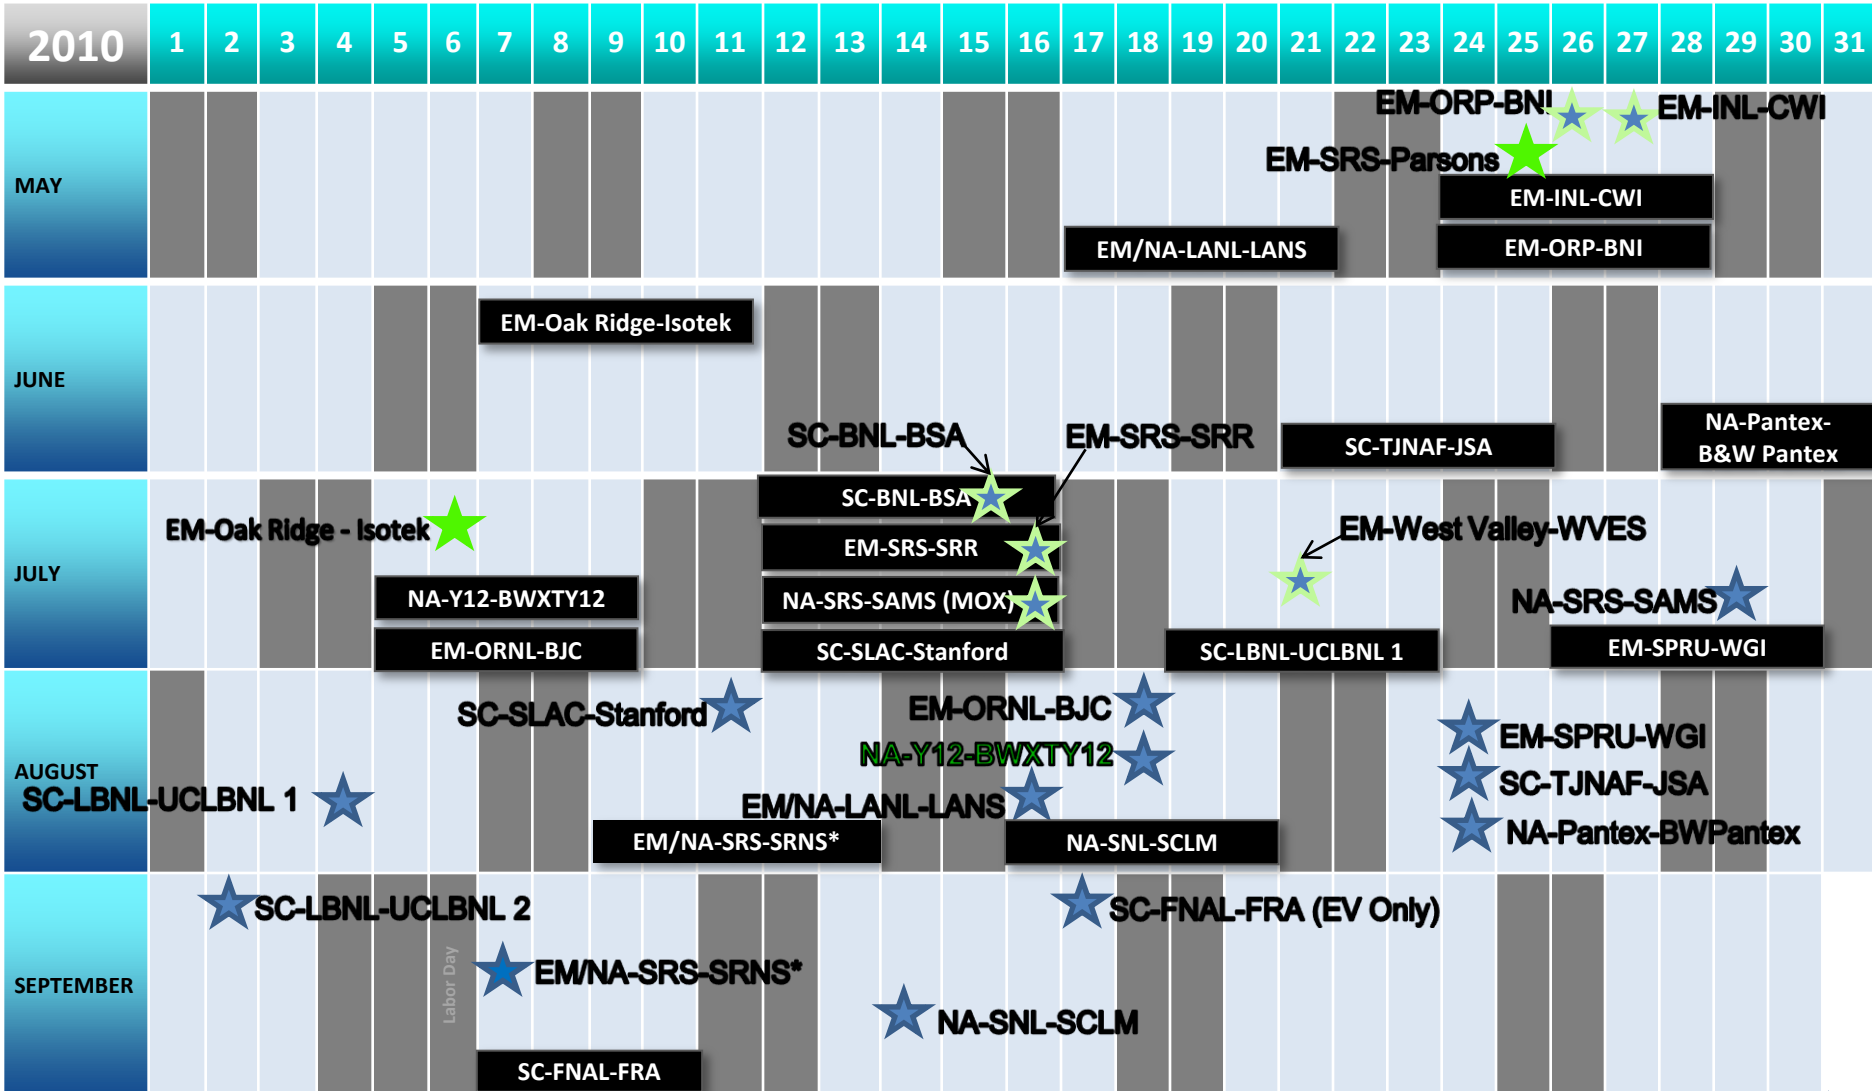 2010 1 2 3 4 5 6 7 8 9 10 11 12 13 14 15 16 17 18 19 20 21 22 23 24 25 26 27 28 29 30 31
MAY
EM-ORP-BNI
EM-INL-CWI
EM-SRS-Parsons
EM-INL-CWI
EM/NA-LANL-LANS
EM-ORP-BNI
JUNE
EM-Oak Ridge-Isotek
SC-BNL-BSA
EM-SRS-SRR
SC-TJNAF-JSA
NA-Pantex-
B&W Pantex
JULY
SC-BNL-BSA
EM-Oak Ridge - Isotek
EM-SRS-SRR
EM-West Valley-WVES
NA-Y12-BWXTY12
NA-SRS-SAMS (MOX)
NA-SRS-SAMS
EM-ORNL-BJC
SC-SLAC-Stanford
SC-LBNL-UCLBNL 1
EM-SPRU-WGI
AUGUST
SC-SLAC-Stanford
EM-ORNL-BJC
EM-SPRU-WGI
NA-Y12-BWXTY12
SC-TJNAF-JSA
SC-LBNL-UCLBNL 1
EM/NA-LANL-LANS
NA-Pantex-BWPantex
EM/NA-SRS-SRNS*
NA-SNL-SCLM
SEPTEMBER
SC-LBNL-UCLBNL 2
SC-FNAL-FRA (EV Only)
Labor Day
EM/NA-SRS-SRNS*
NA-SNL-SCLM
SC-FNAL-FRA